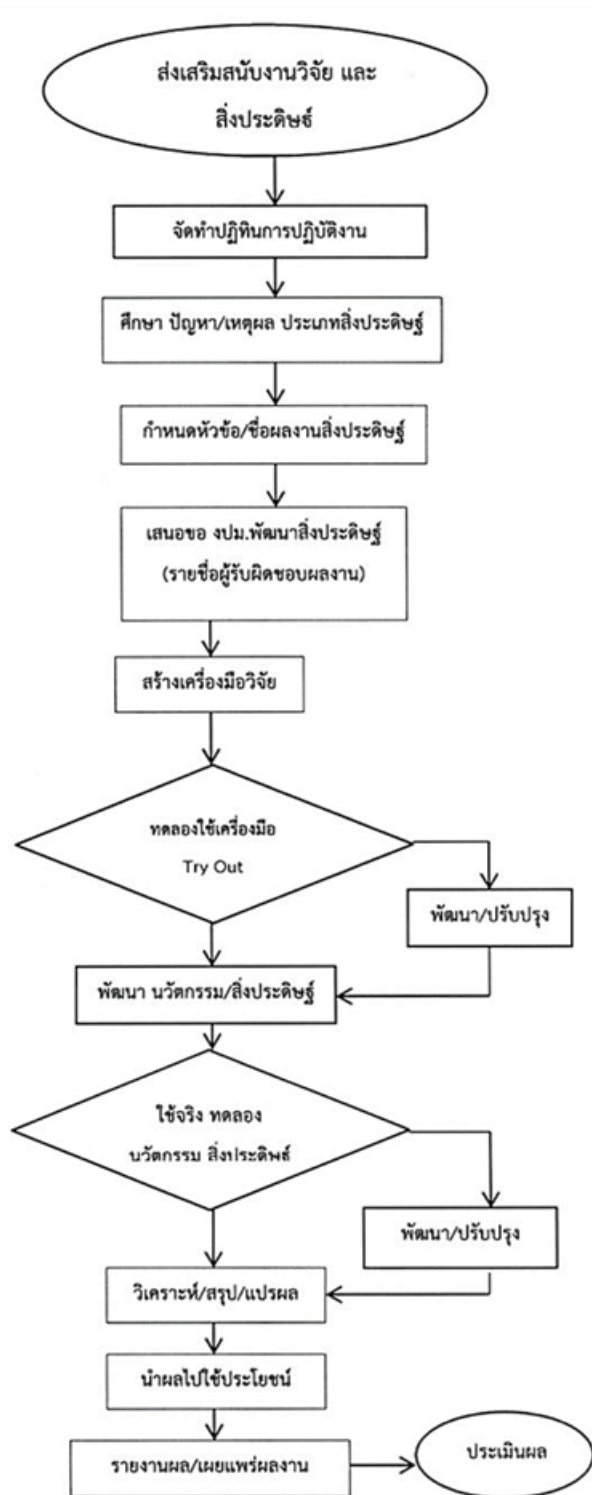 ส่งเสริมสนับงานวิจัย และ
สิ่งประดิษฐ์
จัดทำปฏิทินการปฏิบัติงาน
ศึกษา ปัญหา/เหตุผล ประเภทสิ่งประดิษฐ์
กำหนดหัวข้อ/ชื่อผลงานสิ่งประดิษฐ์
เสนอขอ งปม.พัฒนาสิ่งประดิษฐ์
(รายชื่อผู้รับผิดชอบผลงาน)
สร้างเครื่องมือวิจัย
ทดลองใช้เครื่องมือ
Try Out
พัฒนา/ปรับปรุง
พัฒนา นวัตกรรม/สิ่งประดิษฐ์
ใช้จริง ทดลอง
นวัตกรรม สิ่งประดิษฐ์
พัฒนา/ปรับปรุง
วิเคราะห์/สรุป/แปรผล
นำผลไปใช้ประโยชน์
รายงานผล/เผยแพร่ผลงาน
ประเมินผล